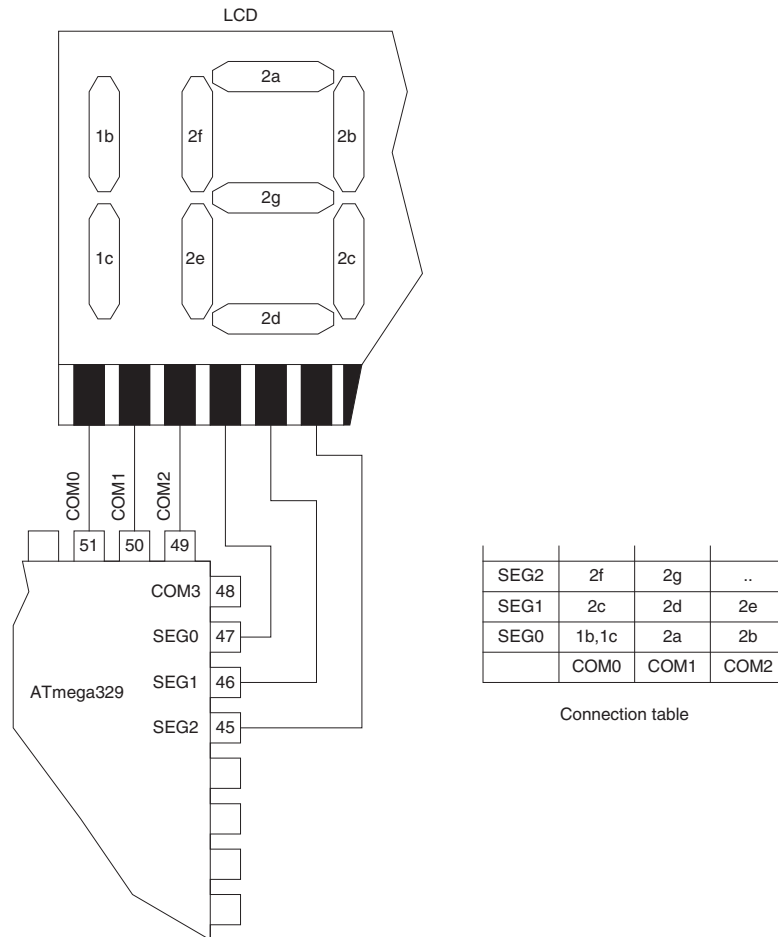 LCD
2a
1b
2f
2b
2g
1c
2e
2c
2d
COM0
COM1
COM2
51
50
49
COM3 48
SEG0 47
ATmega329
SEG1 46
SEG2 45
SEG2 2f 2g ..
SEG1 2c 2d 2e
SEG0 1b,1c 2a 2b
COM0 COM1 COM2
Connection table